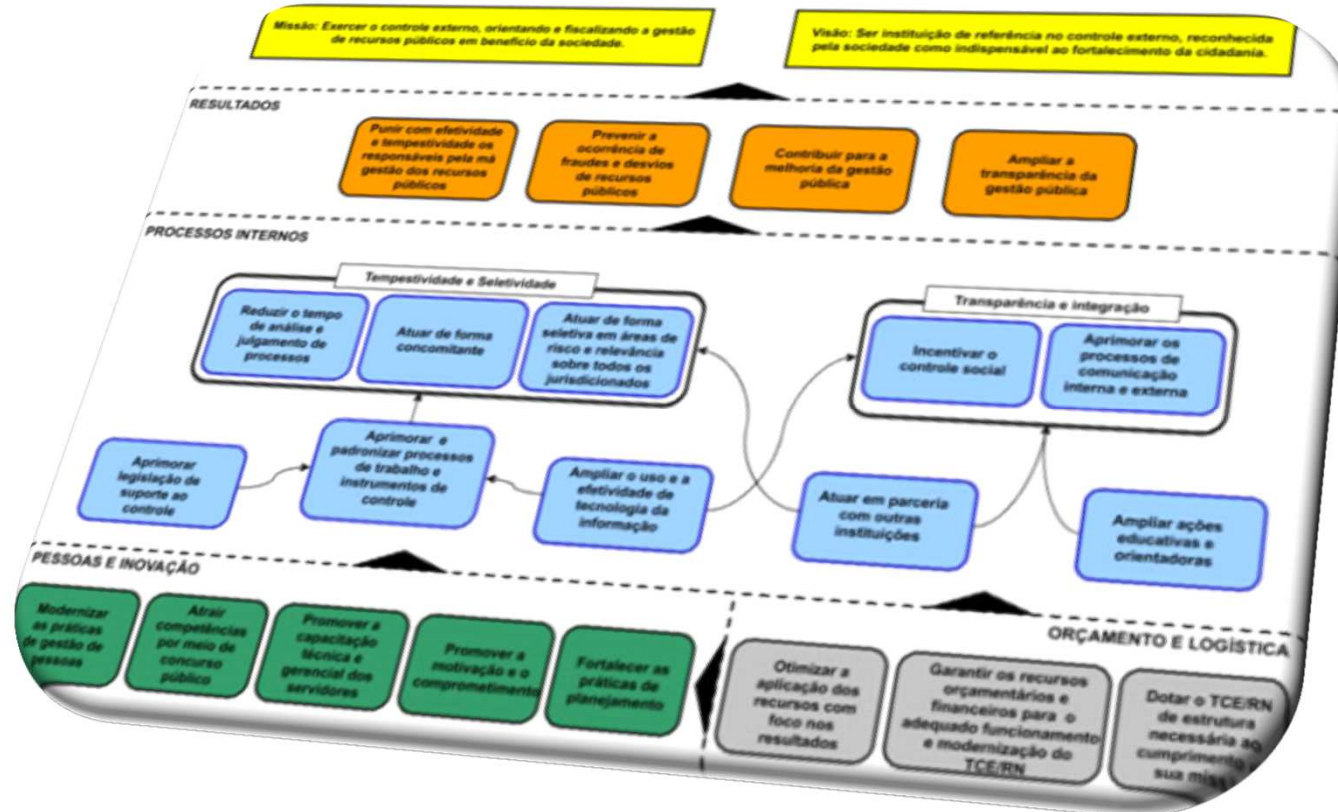 Missão: Exercer o controle externo, orientando e fiscalizando a gestão
de recursos públicos em benefício da sociedade.
Visão: Ser instituição de referência no controle externo, reconhecida
pela sociedade como indispensável ao fortalecimento da cidadania.
RESULTADOS
Punir com efetividade
e tempestividade os
responsáveis pela má
gestão dos recursos
públicos
Prevenir a
ocorrência de
fraudes e desvios
de recursos
públicos
Contribuir para a
melhoria da gestão
pública
Ampliar a
transparência da
gestão pública
PROCESSOS INTERNOS
Tempestividade e Seletividade
Reduzir o tempo
de análise e
julgamento de
processos
Atuar de forma
concomitante
Atuar de forma
seletiva em áreas de
risco e relevância
sobre todos os
jurisdicionados
Transparência e integração
Incentivar o
controle social
Aprimorar os
processos de
comunicação
interna e externa
Aprimorar
legislação de
suporte ao
controle
Aprimorar e
padronizar processos
de trabalho e
instrumentos de
controle
Ampliar o uso e a
efetividade de
tecnologia da
informação
Atuar em parceria
com outras
instituições
Ampliar ações
educativas e
orientadoras
PESSOAS E INOVAÇÃO
Modernizar
as práticas
de gestão de
pessoas
Atrair
competências
por meio de
concurso
público
Promover a
capacitação
técnica e
gerencial dos
servidores
Promover a
motivação e o
comprometimento
Fortalecer as
práticas de
planejamento
ORÇAMENTO E LOGÍSTICA
Otimizar a
aplicação dos
recursos com
foco nos
resultados
Garantir os recursos
orçamentários e
financeiros para o
adequado funcionamento
e modernização do
TCE/RN
Dotar o TCE/RN
de estrutura
necessária ao
cumprimento
sua